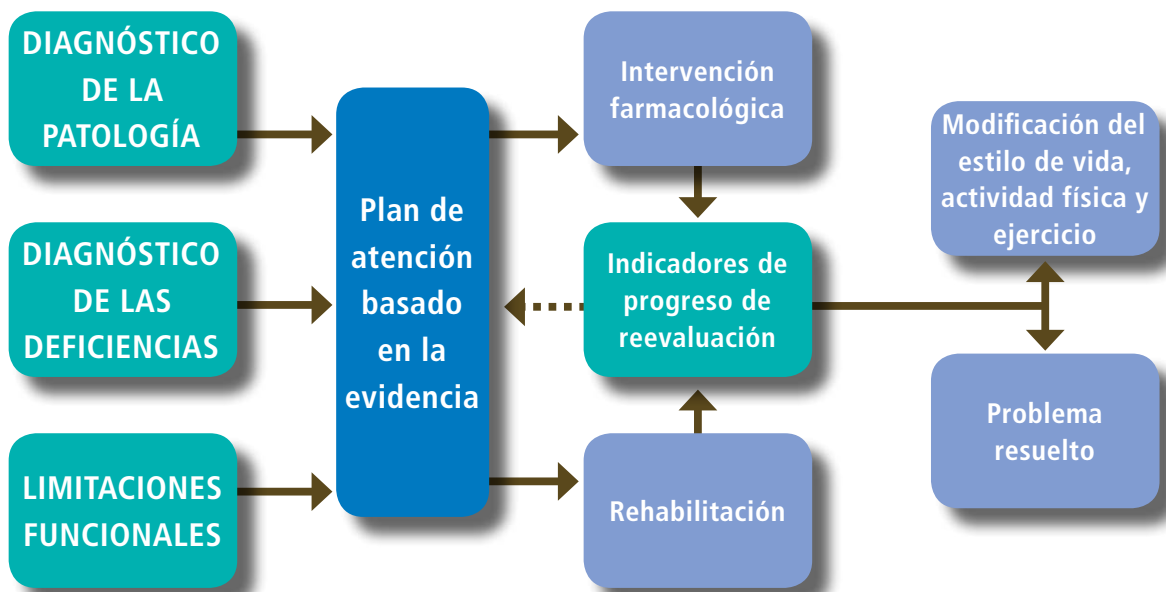 DIAGNÓSTICO
DE LA
PATOLOGÍA
DIAGNÓSTICO
DE LAS
DEFICIENCIAS
LIMITACIONES
FUNCIONALES
Plan de
atención
basado
en la
evidencia
Intervención
farmacológica
Indicadores de
progreso de
reevaluación
Rehabilitación
Modificación del
estilo de vida,
actividad física y
ejercicio
Problema
resuelto